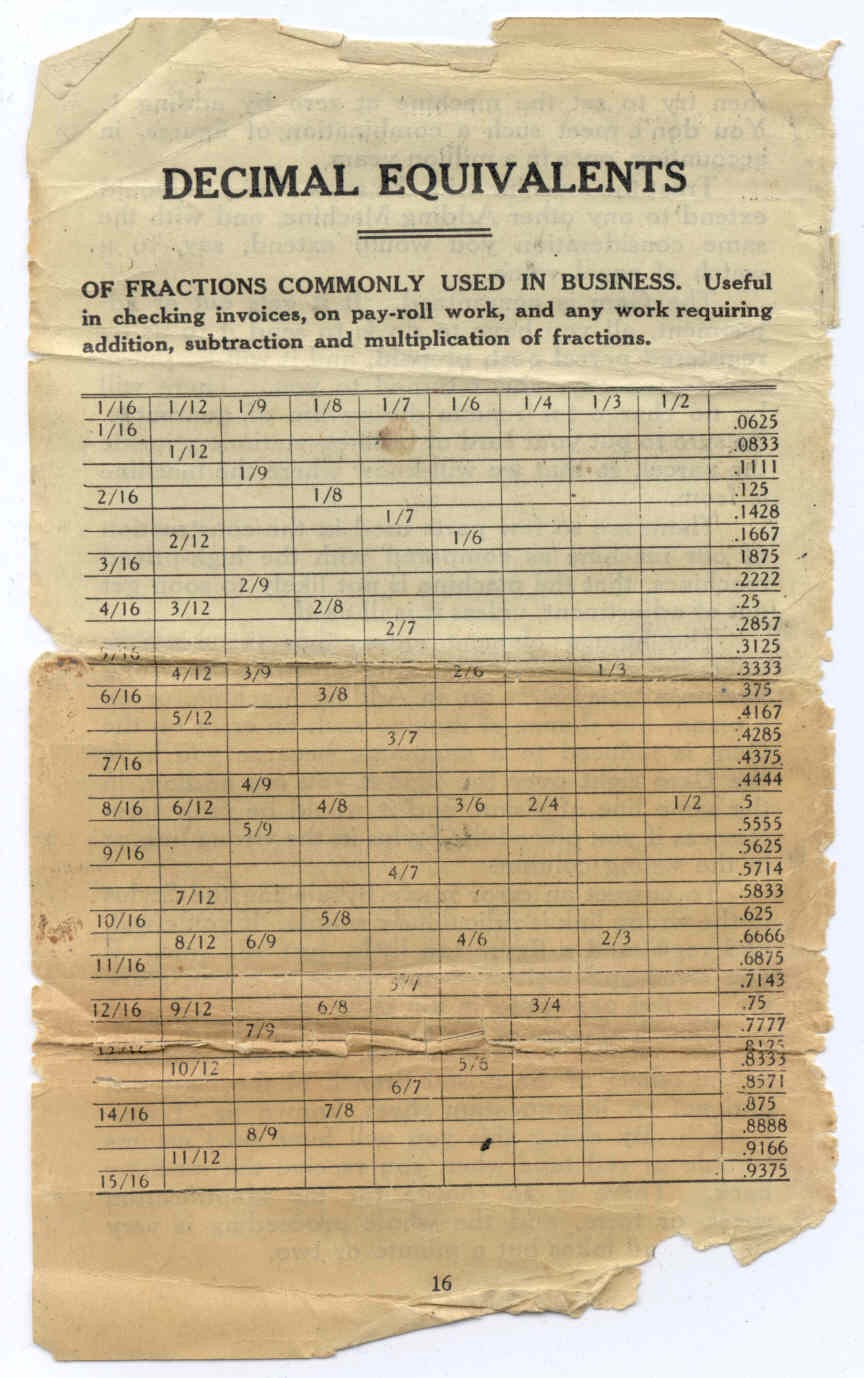 DECIMAL EQUIVALENTS
OF FRACTIONS COMMONLY USED IN BUSINESS. Useful
in checking invoices, on pay-roll work, and any work requiring
addition, subtraction and multiplication of fractions.
1/16 1/12 1/9 1/8 1/7 1/6 1/4 1/3 1/2
1/16 .0625
1/12 .0833
1/9 .1111
2/16 1/8 .125
1/7 .1428
2/12 1/6 .1667
3/16 1875
2/9 .2222
4/16 3/12 2/8 .25
2/7 .2857
5/16 .3125
4/12 3/9 2/6 1/3 .3333
6/16 3/8 375
5/12 .4167
3/7 .4285
7/16 .4375
4/9 .4444
8/16 6/12 4/8 3/6 2/4 1/2 .5
5/9 .5555
9/16 .5625
4/7 .5714
7/12 .5833
10/16 5/8 .625
8/12 6/9 4/6 2/3 .6666
11/16 .6875
5/7 .7143
12/16 9/12 6/8 3/4 .75
7/9 .7777
.8125
10/12 5/6 .8333
6/7 .8571
14/16 7/8 .875
8/9 .8888
11/12 .9166
15/16 .9375
16